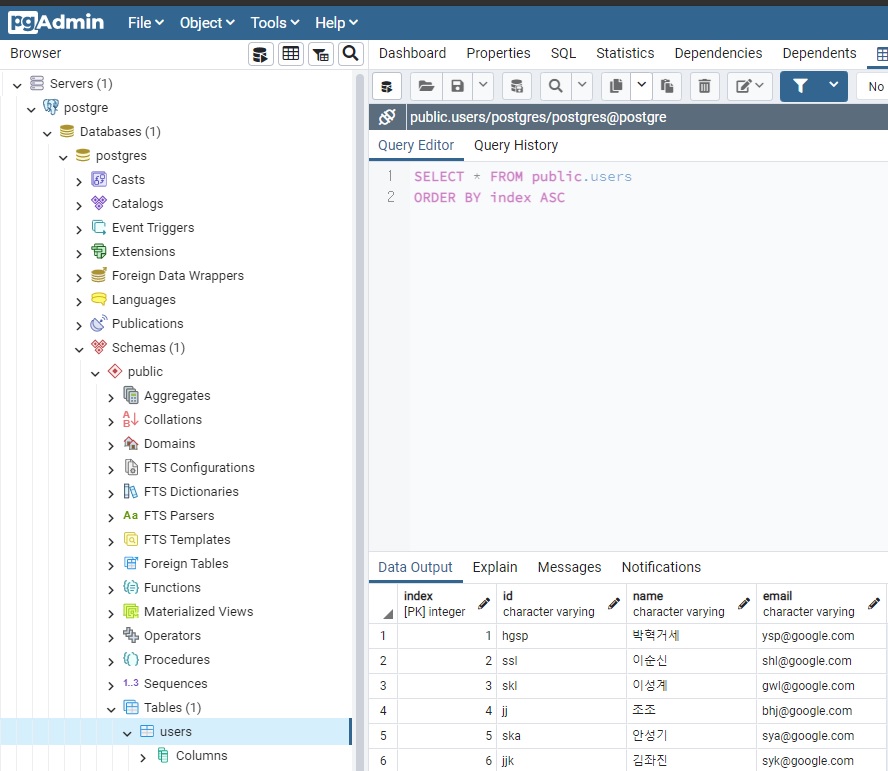 pgAdmin File Object Tools Help
Browser
Dashboard Properties SQL Statistics Dependencies Dependents
Servers (1)
postgre
Databases (1)
postgres
Casts
Catalogs
Event Triggers
Extensions
Foreign Data Wrappers
Languages
Publications
Schemas (1)
public
Aggregates
Collations
Domains
FTS Configurations
FTS Dictionaries
Aa FTS Parsers
FTS Templates
Foreign Tables
Functions
Materialized Views
Operators
Procedures
1..3 Sequences
Tables (1)
users
Columns
No
public.users/postgres/postgres@postgre
Query Editor Query History
1 SELECT * FROM public.users
2 ORDER BY index ASC
Data Output Explain Messages Notifications
index id name email
[PK] integer character varying character varying character varying
1 1 hgsp 박혁거세 ysp@google.com
2 2 ssl 이순신 shl@google.com
3 3 skl 이성계 gwl@google.com
4 4 jj 조조 bhj@google.com
5 5 ska 안성기 sya@google.com
6 6 jjk 김좌진 syk@google.com